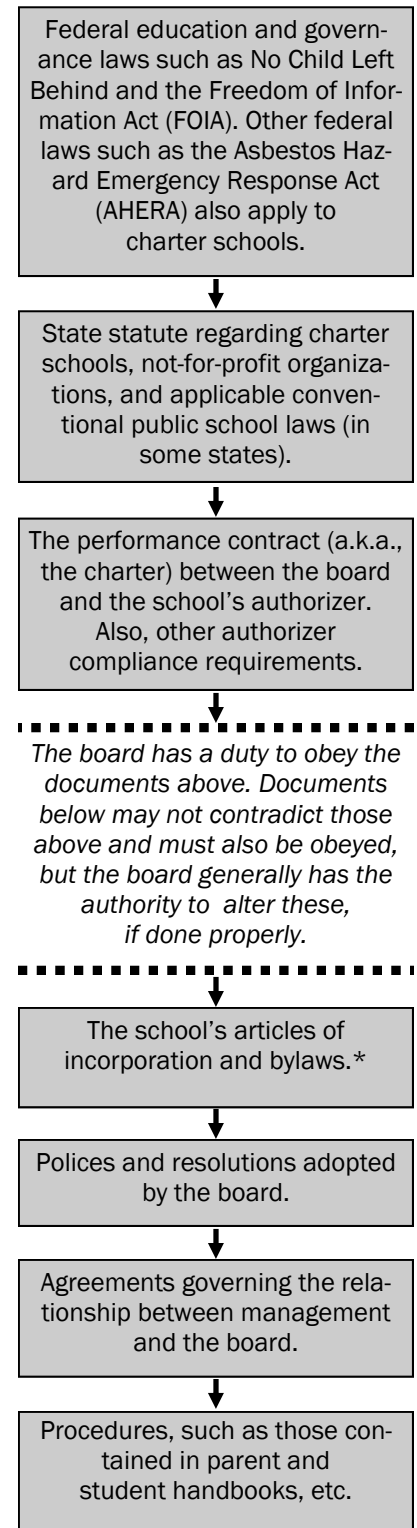 Federal education and govern-
ance laws such as No Child Left
Behind and the Freedom of Infor-
mation Act (FOIA). Other federal
laws such as the Asbestos Haz-
ard Emergency Response Act
(AHERA) also apply to
charter schools.
State statute regarding charter
schools, not-for-profit organiza-
tions, and applicable conven-
tional public school laws (in
some states).
The performance contract (a.k.a.,
the charter) between the board
and the school’s authorizer.
Also, other authorizer
compliance requirements.
The board has a duty to obey the
documents above. Documents
below may not contradict those
above and must also be obeyed,
but the board generally has the
authority to  alter these,
if done properly.
The school’s articles of
incorporation and bylaws.*
Polices and resolutions adopted
by the board.
Agreements governing the rela-
tionship between management
and the board.
Procedures, such as those con-
tained in parent and
student handbooks, etc.